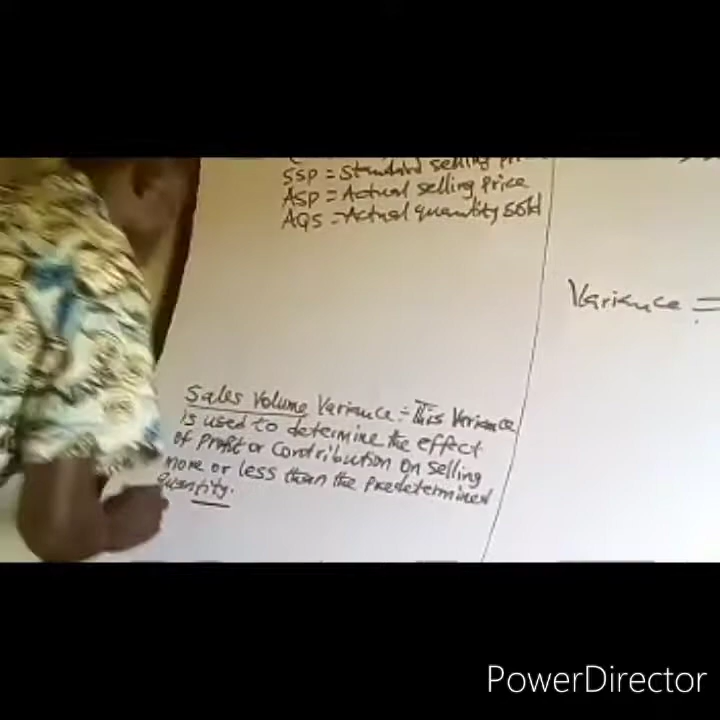 SSP = Standard selling
ASP = Actual selling Price
AQS = Actual quantity sold
Variance =
Sales Volume Variance :- This Variance
is used to determine the effect
of Profit or Contribution on selling
more or less than the predetermined
quantity.
PowerDirector